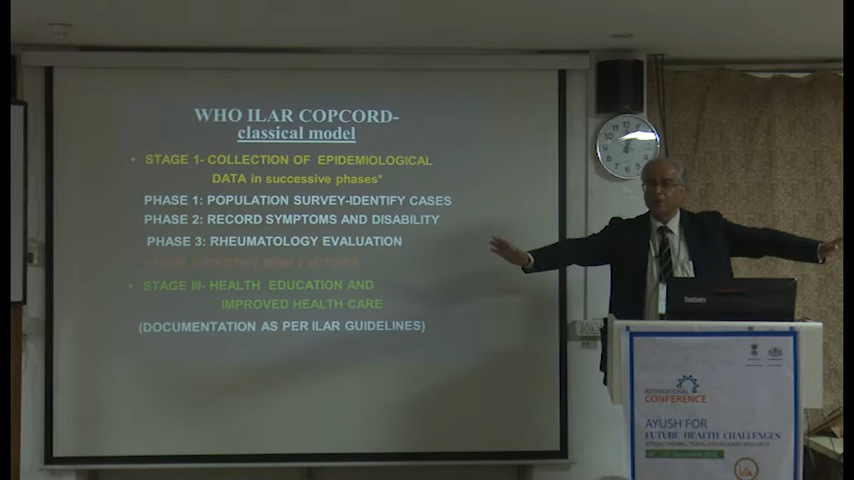 WHO ILAR COPCORD-
classical model
• STAGE 1- COLLECTION OF EPIDEMIOLOGICAL
DATA in successive phases*
PHASE 1: POPULATION SURVEY-IDENTIFY CASES
PHASE 2: RECORD SYMPTOMS AND DISABILITY
PHASE 3: RHEUMATOLOGY EVALUATION
• STAGE III- HEALTH EDUCATION AND
IMPROVED HEALTH CARE
(DOCUMENTATION AS PER ILAR GUIDELINES)
INTERNATIONAL
CONFERENCE
AYUSH FOR
FUTURE HEALTH CHALLENGES